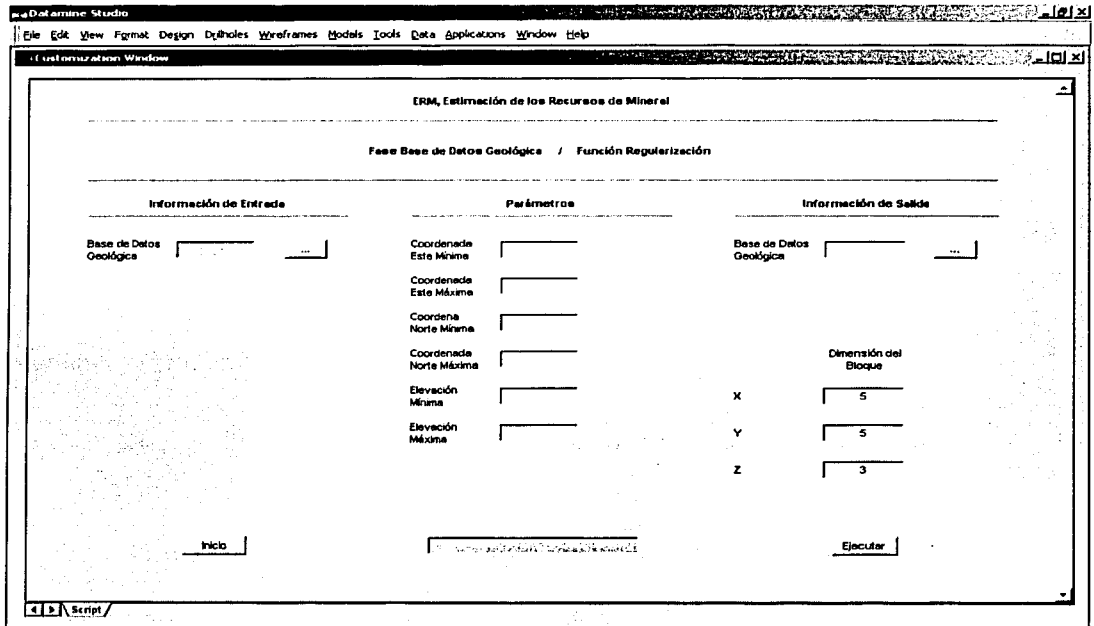 Datamine Studio
File Edit View Format Design Drillholes Wireframes Models Tools Data Applications Window Help
Customization Window
ERM, Estimación de los Recursos de Mineral
Fase Base de Datos Geológica / Función Regularización
Información de Entrada
Parámetros
Información de Salida
Base de Datos
Geológica
...
Coordenada
Este Mínima
Coordenada
Este Máxima
Coordena
Norte Mínima
Coordenada
Norte Máxima
Elevación
Mínima
Elevación
Máxima
Base de Datos
Geológica
...
Dimensión del
Bloque
X 5
Y 5
Z 3
Inicio
Ejecutar
Script